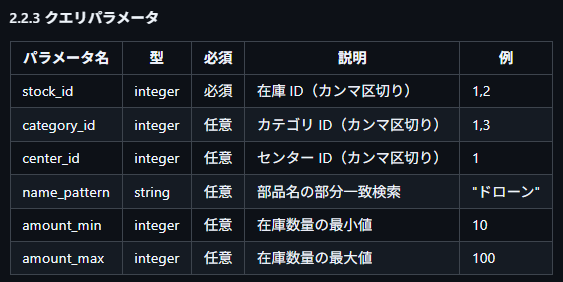 2.2.3 クエリパラメータ
パラメータ名 型 必須 説明 例
stock_id integer 必須 在庫 ID（カンマ区切り） 1,2
category_id integer 任意 カテゴリ ID（カンマ区切り） 1,3
center_id integer 任意 センター ID（カンマ区切り） 1
name_pattern string 任意 部品名の部分一致検索 "ドローン"
amount_min integer 任意 在庫数量の最小値 10
amount_max integer 任意 在庫数量の最大値 100